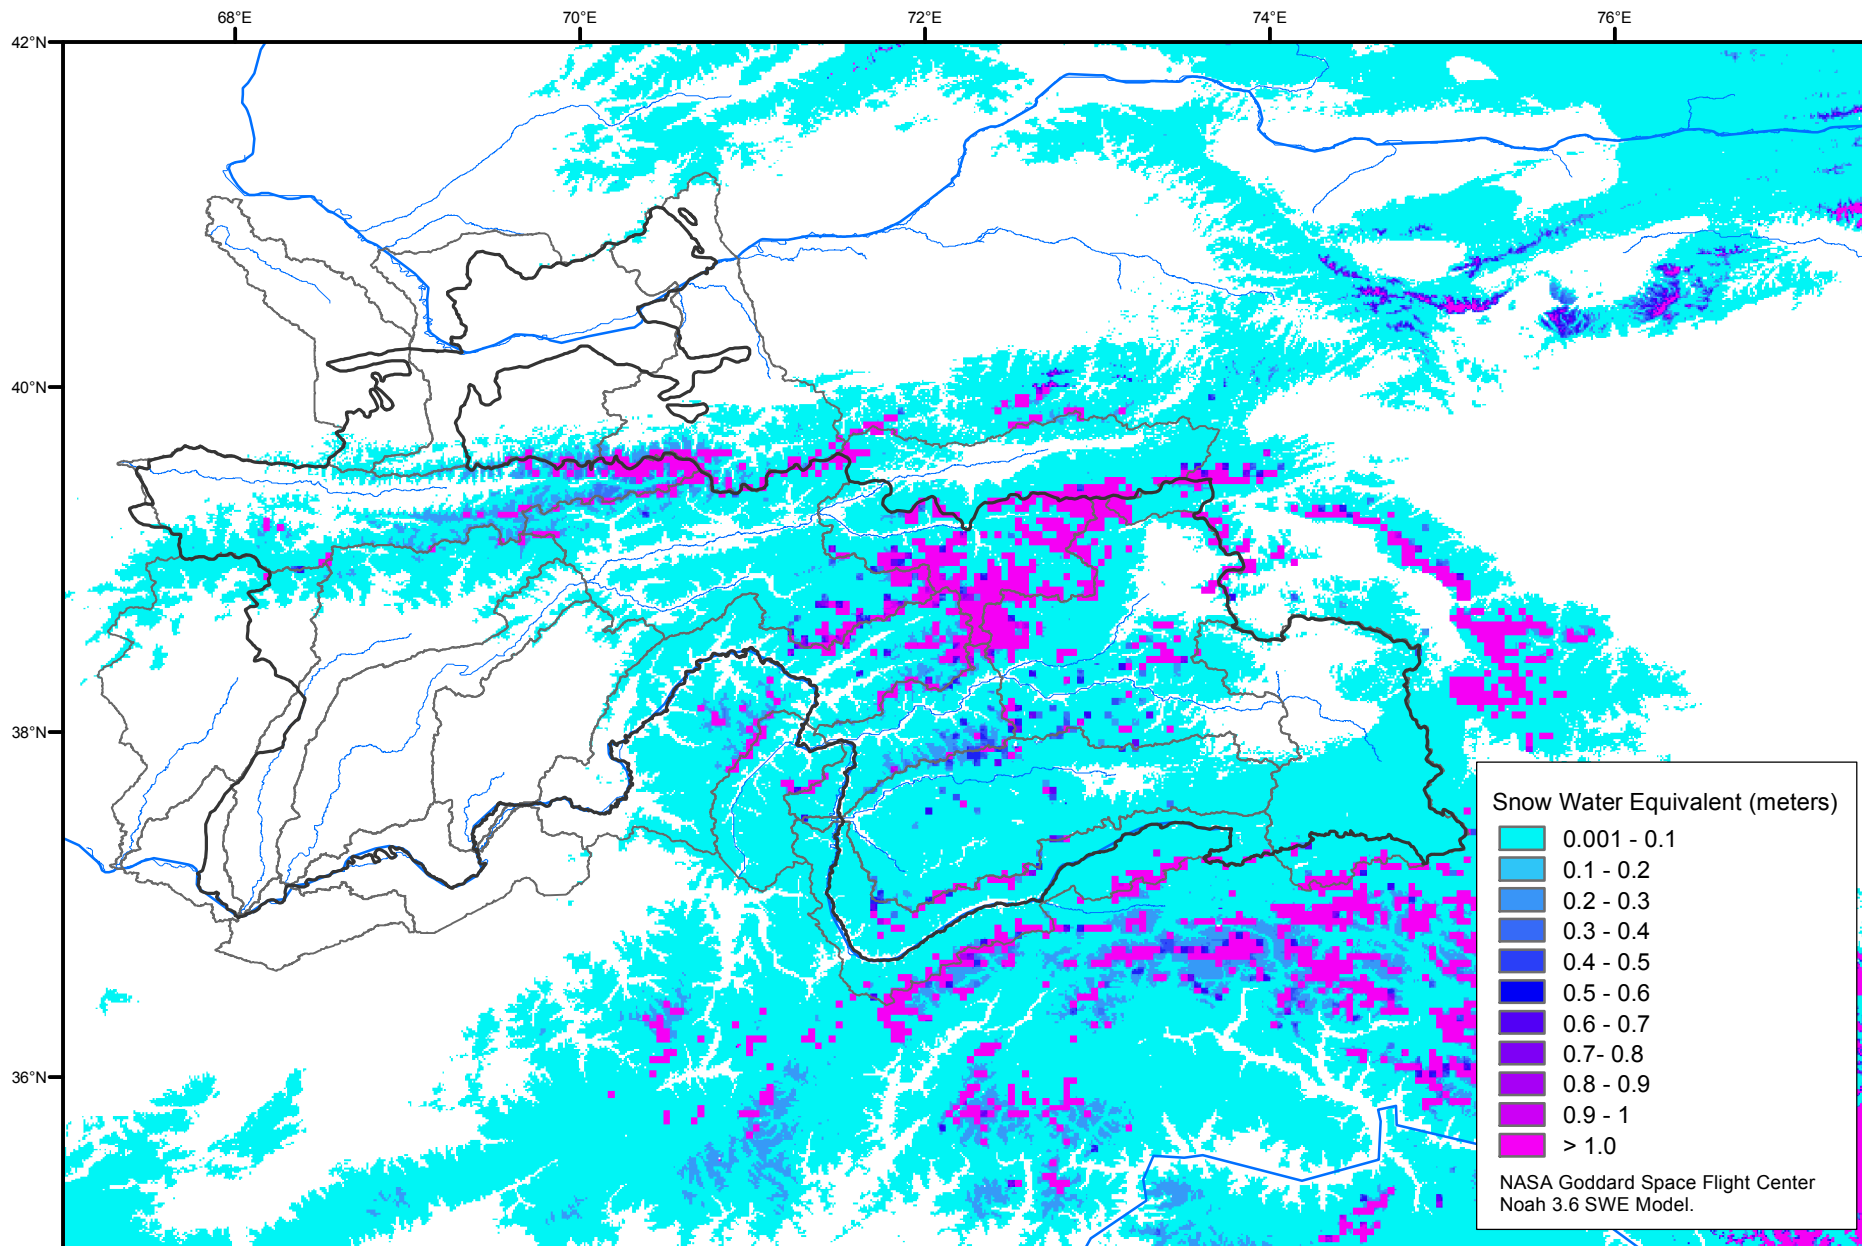 68°E 70°E 72°E 74°E 76°E
42°N
40°N
38°N
36°N
Snow Water Equivalent (meters)
0.001 - 0.1
0.1 - 0.2
0.2 - 0.3
0.3 - 0.4
0.4 - 0.5
0.5 - 0.6
0.6 - 0.7
0.7- 0.8
0.8 - 0.9
0.9 - 1
> 1.0
NASA Goddard Space Flight Center
Noah 3.6 SWE Model.